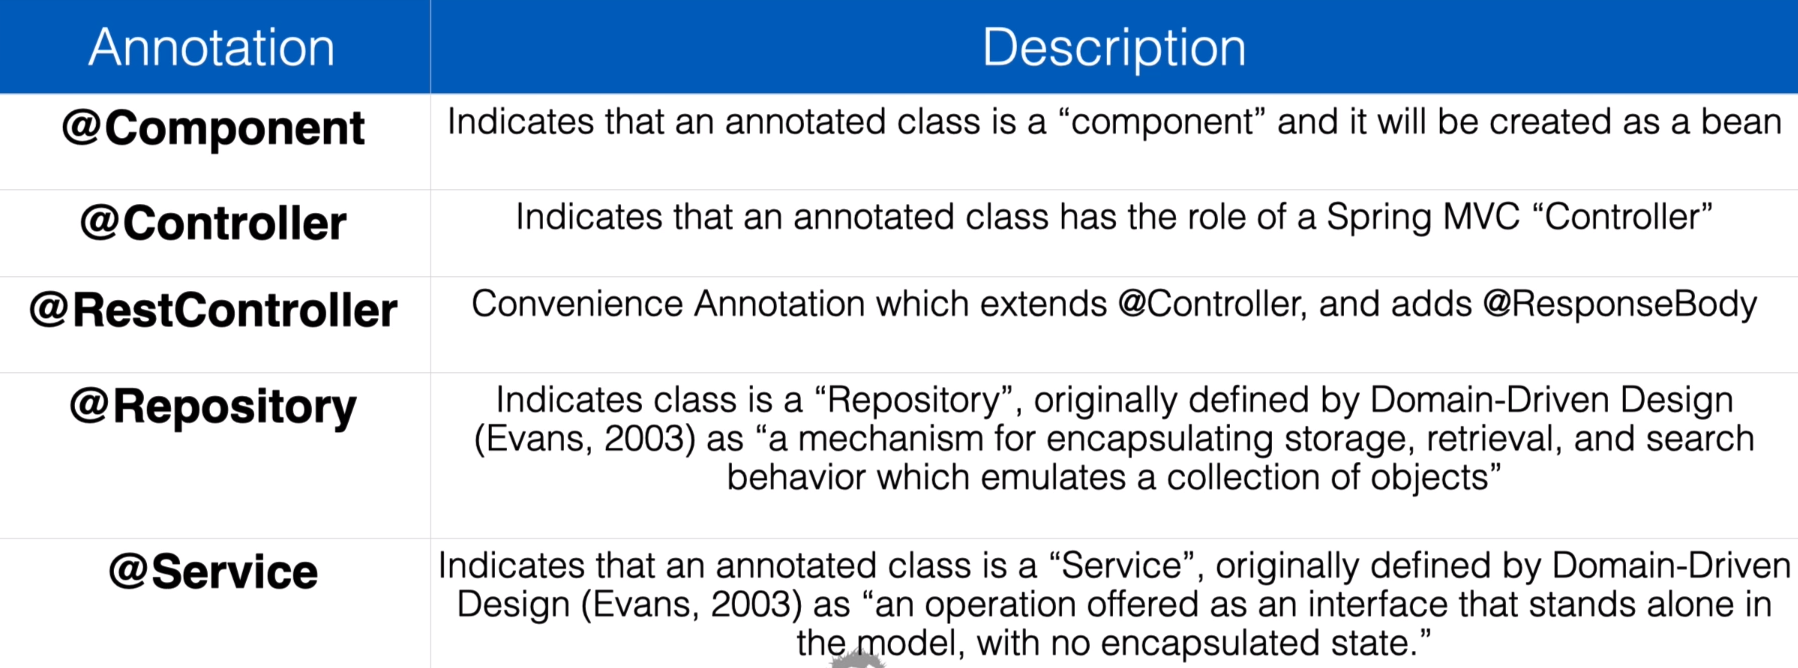 Annotation
Description
@Component
Indicates that an annotated class is a “component” and it will be created as a bean
@Controller
Indicates that an annotated class has the role of a Spring MVC “Controller”
@RestController
Convenience Annotation which extends @Controller, and adds @ResponseBody
@Repository
Indicates class is a “Repository”, originally defined by Domain-Driven Design
(Evans, 2003) as “a mechanism for encapsulating storage, retrieval, and search
behavior which emulates a collection of objects”
@Service
Indicates that an annotated class is a “Service”, originally defined by Domain-Driven
Design (Evans, 2003) as “an operation offered as an interface that stands alone in
the model, with no encapsulated state.”